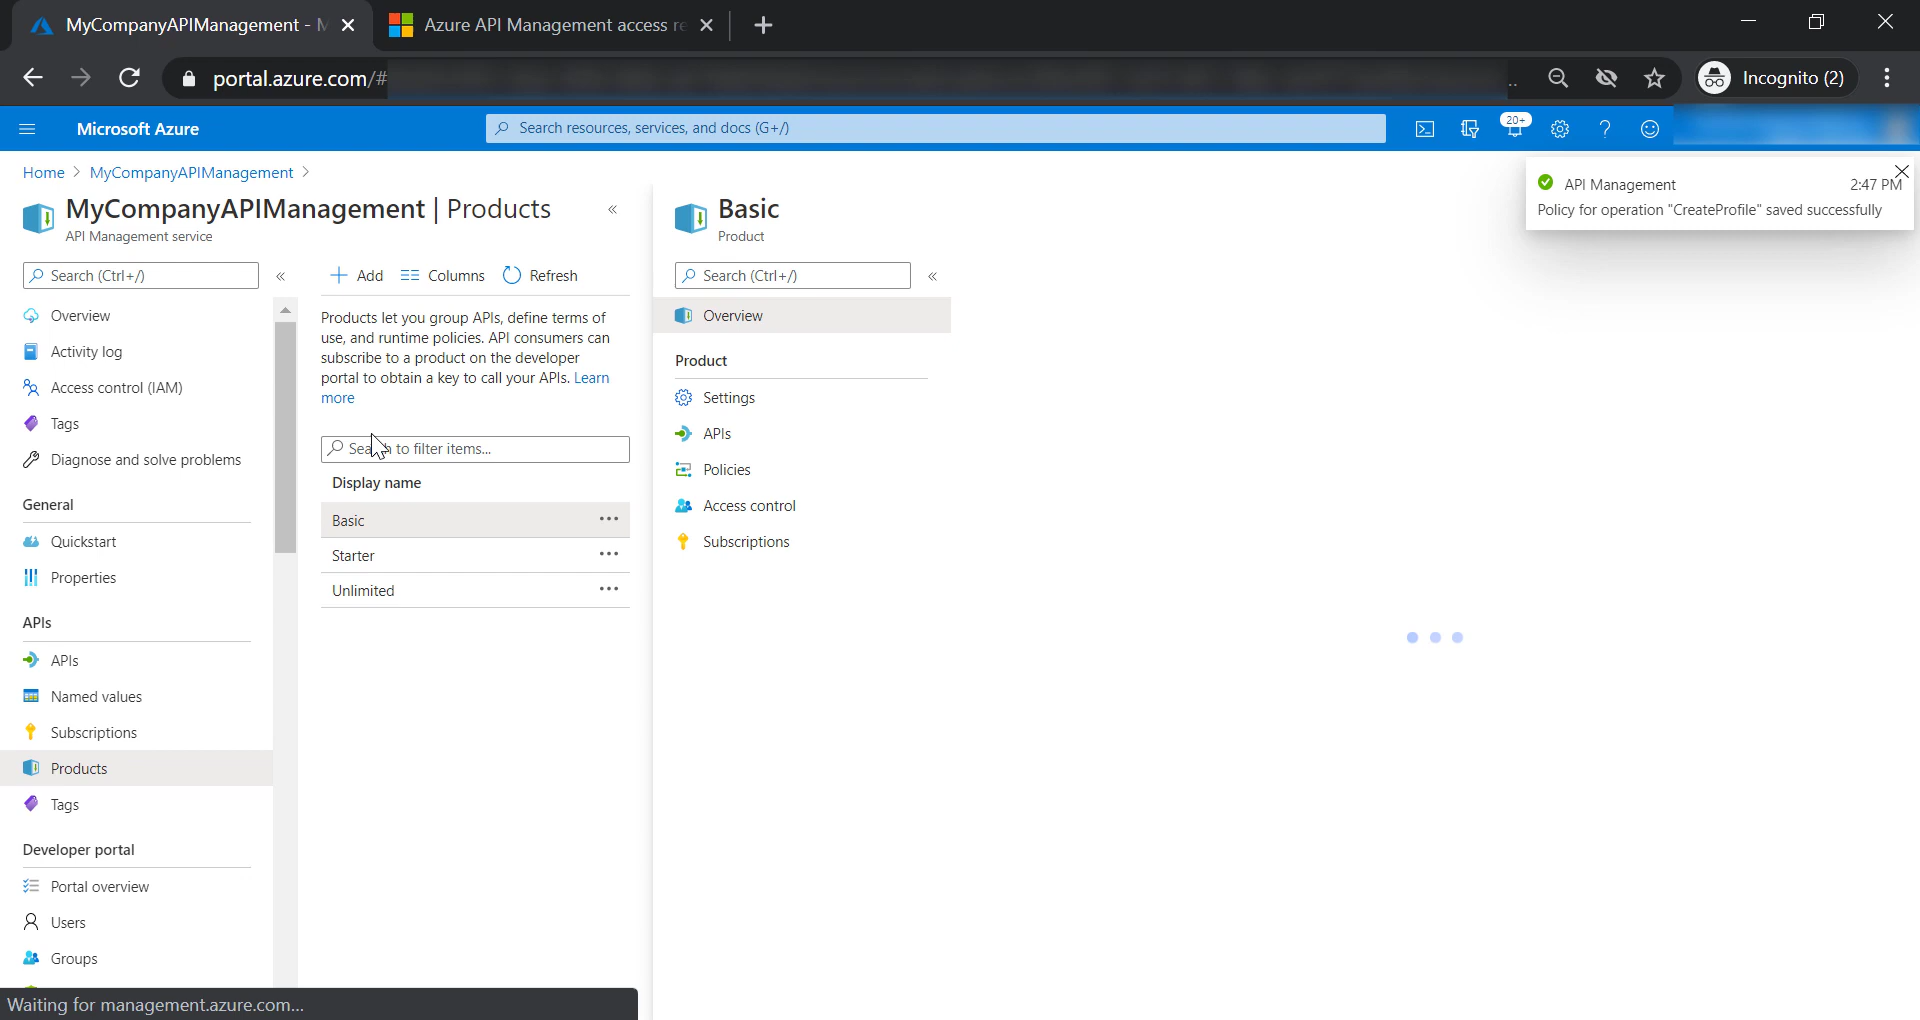 MyCompanyAPIManagement -
Azure API Management access
portal.azure.com/#
Incognito (2)
Microsoft Azure
Search resources, services, and docs (G+/)
20+
Home > MyCompanyAPIManagement >
API Management
2:47 PM
Policy for operation "CreateProfile" saved successfully
MyCompanyAPIManagement | Products
API Management service
Search (Ctrl+/)
Overview
Activity log
Access control (IAM)
Tags
Diagnose and solve problems
General
Quickstart
Properties
APIs
APIs
Named values
Subscriptions
Products
Tags
Developer portal
Portal overview
Users
Groups
Waiting for management.azure.com...
Add
Columns
Refresh
Products let you group APIs, define terms of
use, and runtime policies. API consumers can
subscribe to a product on the developer
portal to obtain a key to call your APIs. Learn
more
Search to filter items...
Display name
Basic
Starter
Unlimited
Basic
Product
Search (Ctrl+/)
Overview
Product
Settings
APIs
Policies
Access control
Subscriptions